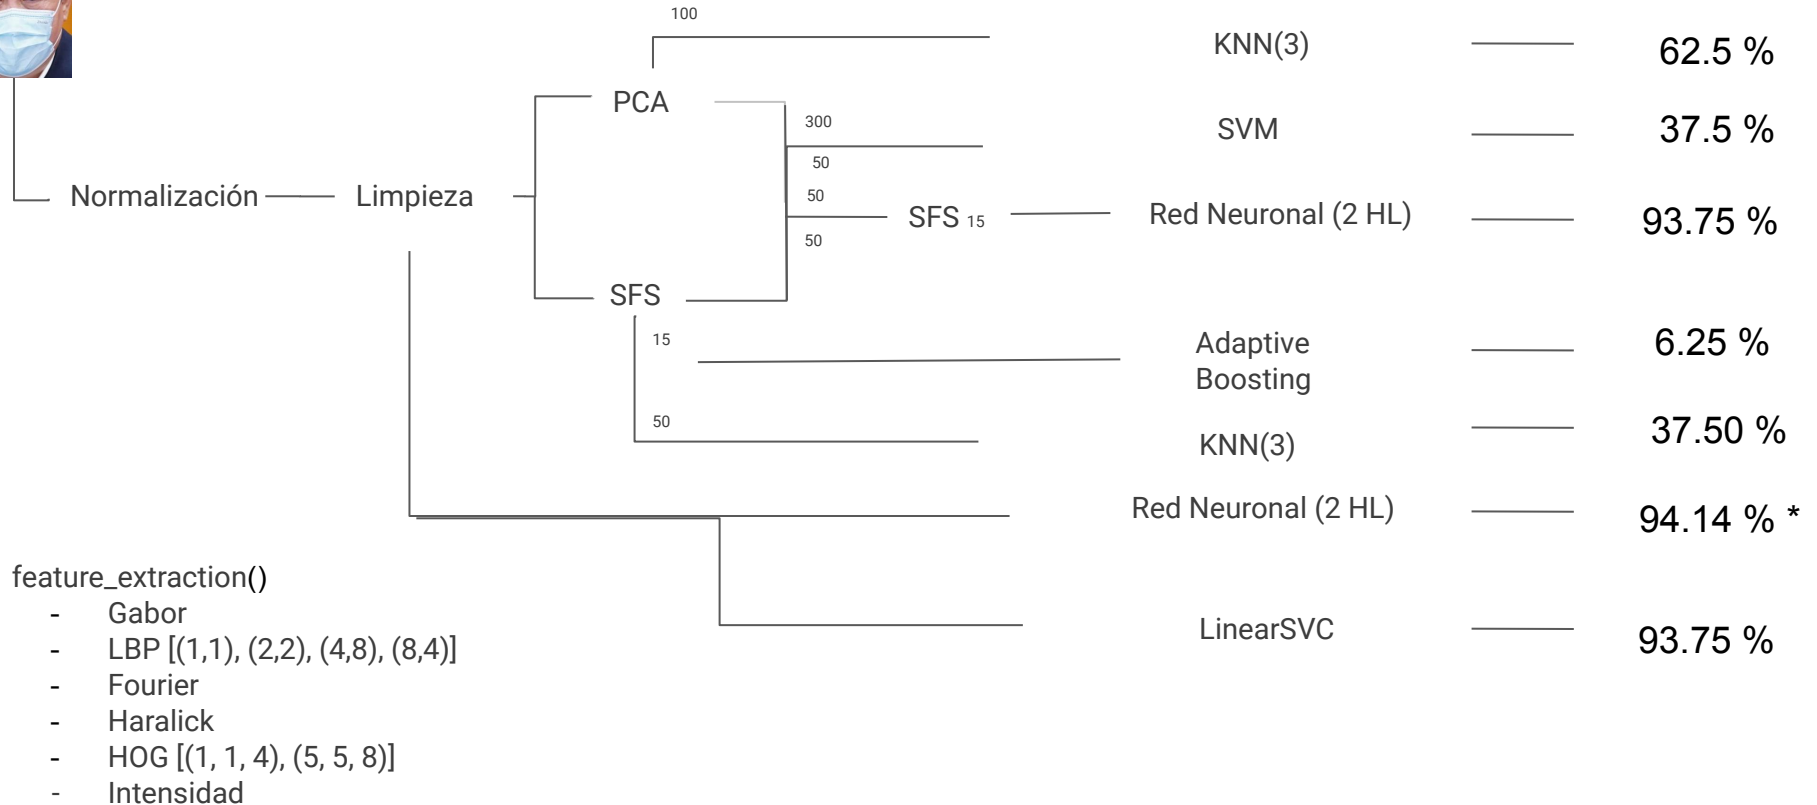 100
KNN(3)
62.5 %
PCA
300
SVM
37.5 %
50
Normalización
Limpieza
50
SFS 15
Red Neuronal (2 HL)
93.75 %
50
SFS
15
Adaptive
Boosting
6.25 %
50
KNN(3)
37.50 %
Red Neuronal (2 HL)
94.14 % *
LinearSVC
93.75 %
feature_extraction()
- Gabor
- LBP [(1,1), (2,2), (4,8), (8,4)]
- Fourier
- Haralick
- HOG [(1, 1, 4), (5, 5, 8)]
- Intensidad